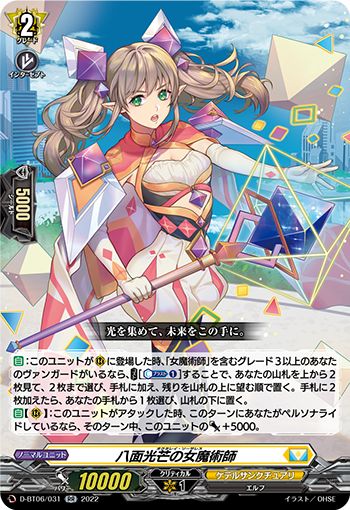 2
グレード
インターセプト
5000
シールド
光を集めて、未来をこの手に。
自:このユニットがRに登場した時、「女魔術師」を含むグレード3以上のあなた
のヴァンガードがいるなら、【コスト】[ブラスト1]することで、あなたの山札を上から2
枚見て、2枚まで選び、手札に加え、残りを山札の上に望む順で置く。手札に2
枚加えたら、あなたの手札から1枚選び、山札の上に置く。
自【R】:このユニットがアタックした時、このターンにあなたがペルソナライ
ドしているなら、そのターン中、このユニットの+5000。
ノーマルユニット
八面光芒の女魔術師
パワー
10000
クリティカル
1
ケテルサンクチュアリ
エルフ
D-BT06/031 RR 2022
イラスト/OHSE